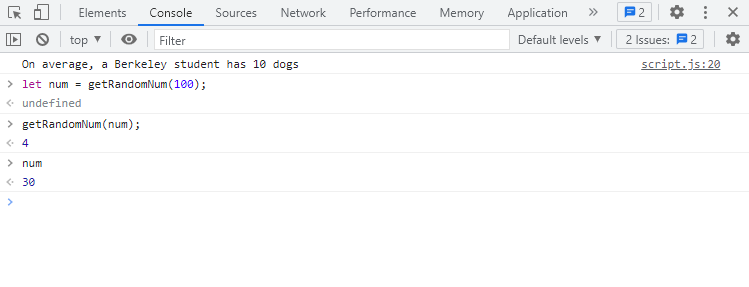 Elements Console Sources Network Performance Memory Application » 2
top ▼ Filter Default levels ▼ 2 Issues: 2
On average, a Berkeley student has 10 dogs script.js:20
> let num = getRandomNum(100);
<· undefined
> getRandomNum(num);
<· 4
> num
<· 30
>